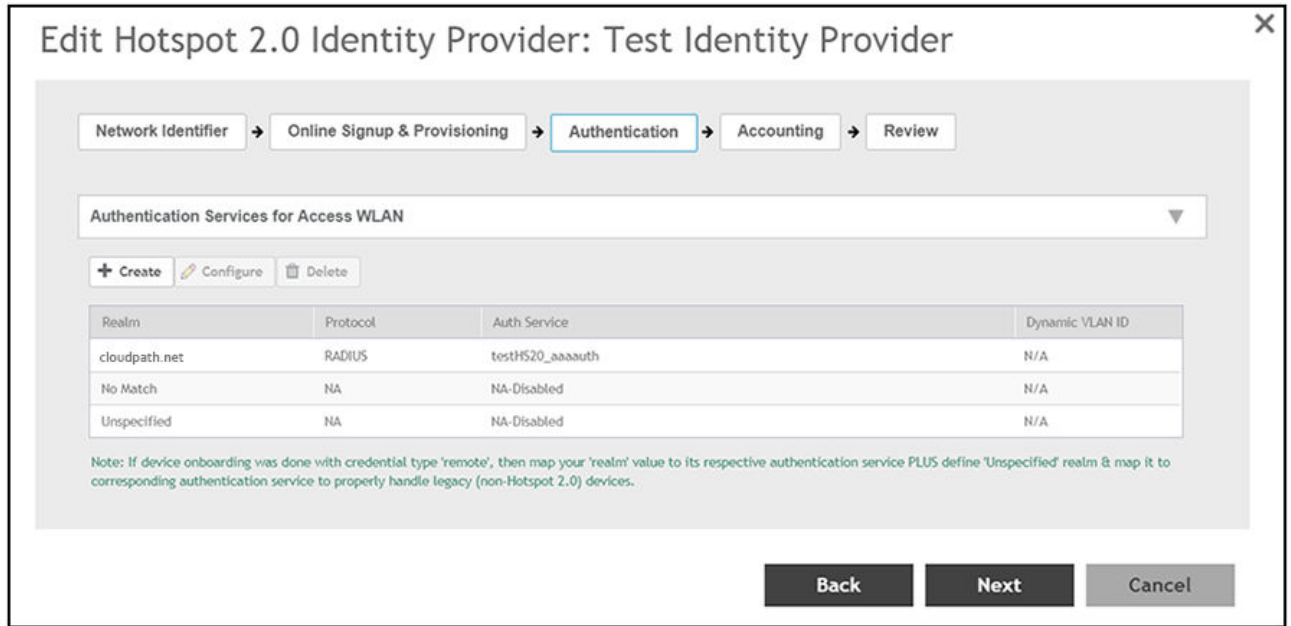 Edit Hotspot 2.0 Identity Provider: Test Identity Provider
Network Identifier Online Signup & Provisioning Authentication Accounting Review
Authentication Services for Access WLAN
Create Configure Delete
Realm Protocol Auth Service Dynamic VLAN ID
cloudpath.net RADIUS testHS20_aaaauth N/A
No Match NA NA-Disabled N/A
Unspecified NA NA-Disabled N/A
Note: If device onboarding was done with credential type 'remote', then map your 'realm' value to its respective authentication service PLUS define 'Unspecified' realm & map it to
corresponding authentication service to properly handle legacy (non-Hotspot 2.0) devices.
Back Next Cancel